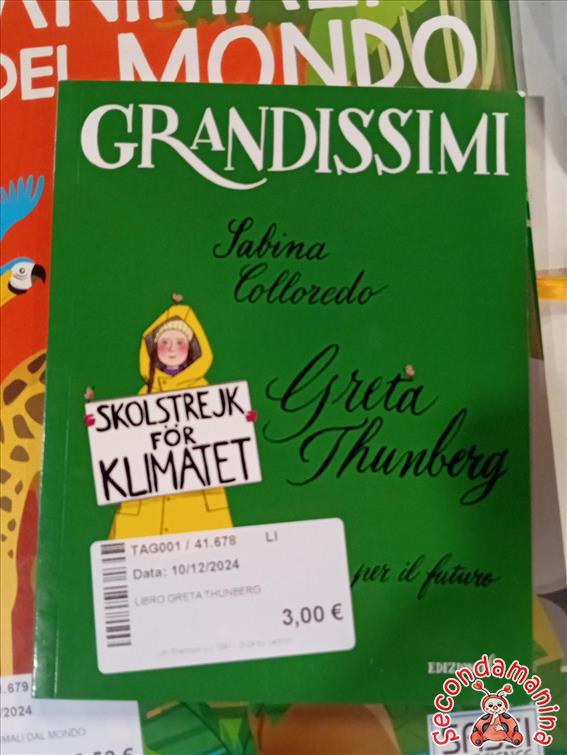 ANIMALI
DEL MONDO
GRANDISSIMI
Sabina
Colloredo
SKOLSTREJK
FÖR
KLIMATET
Greta
Thunberg
TAG001 / 41.678 LI
Data: 10/12/2024
LIBRO GRETA THUNBERG
3,00 €
per il futuro
41.679
/2024
MALI DAL MONDO
Secondamanina